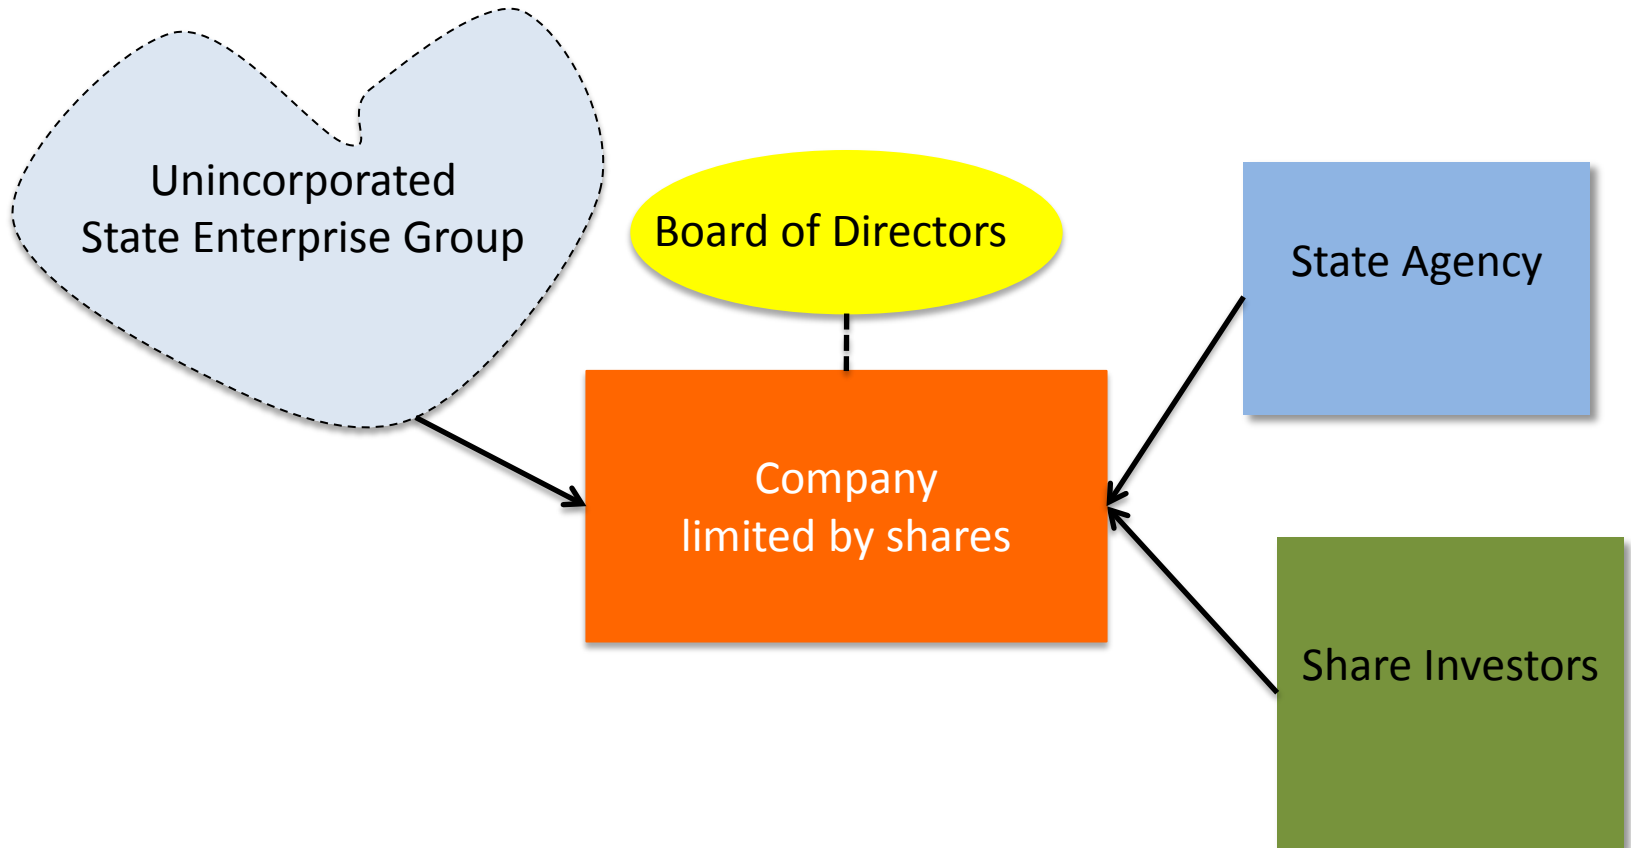 Unincorporated
State Enterprise Group
Board of Directors
State Agency
Company
limited by shares
Share Investors